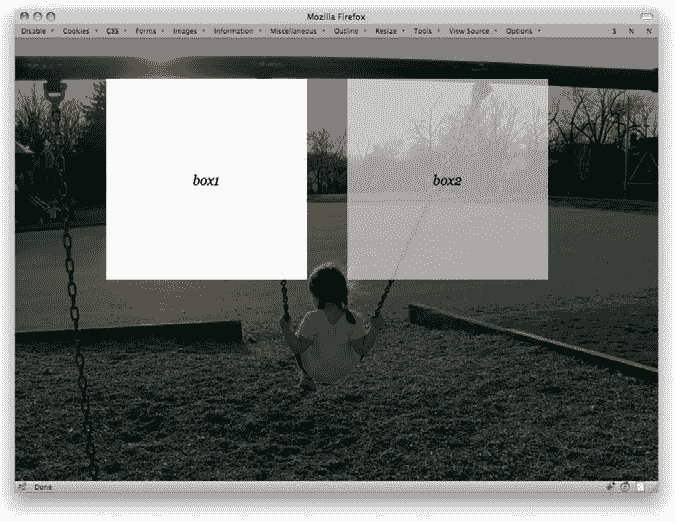 Mozilla Firefox
Disable Cookies CSS Forms Images Information Miscellaneous Outline Resize Tools View Source Options S N N
box1 box2
Done